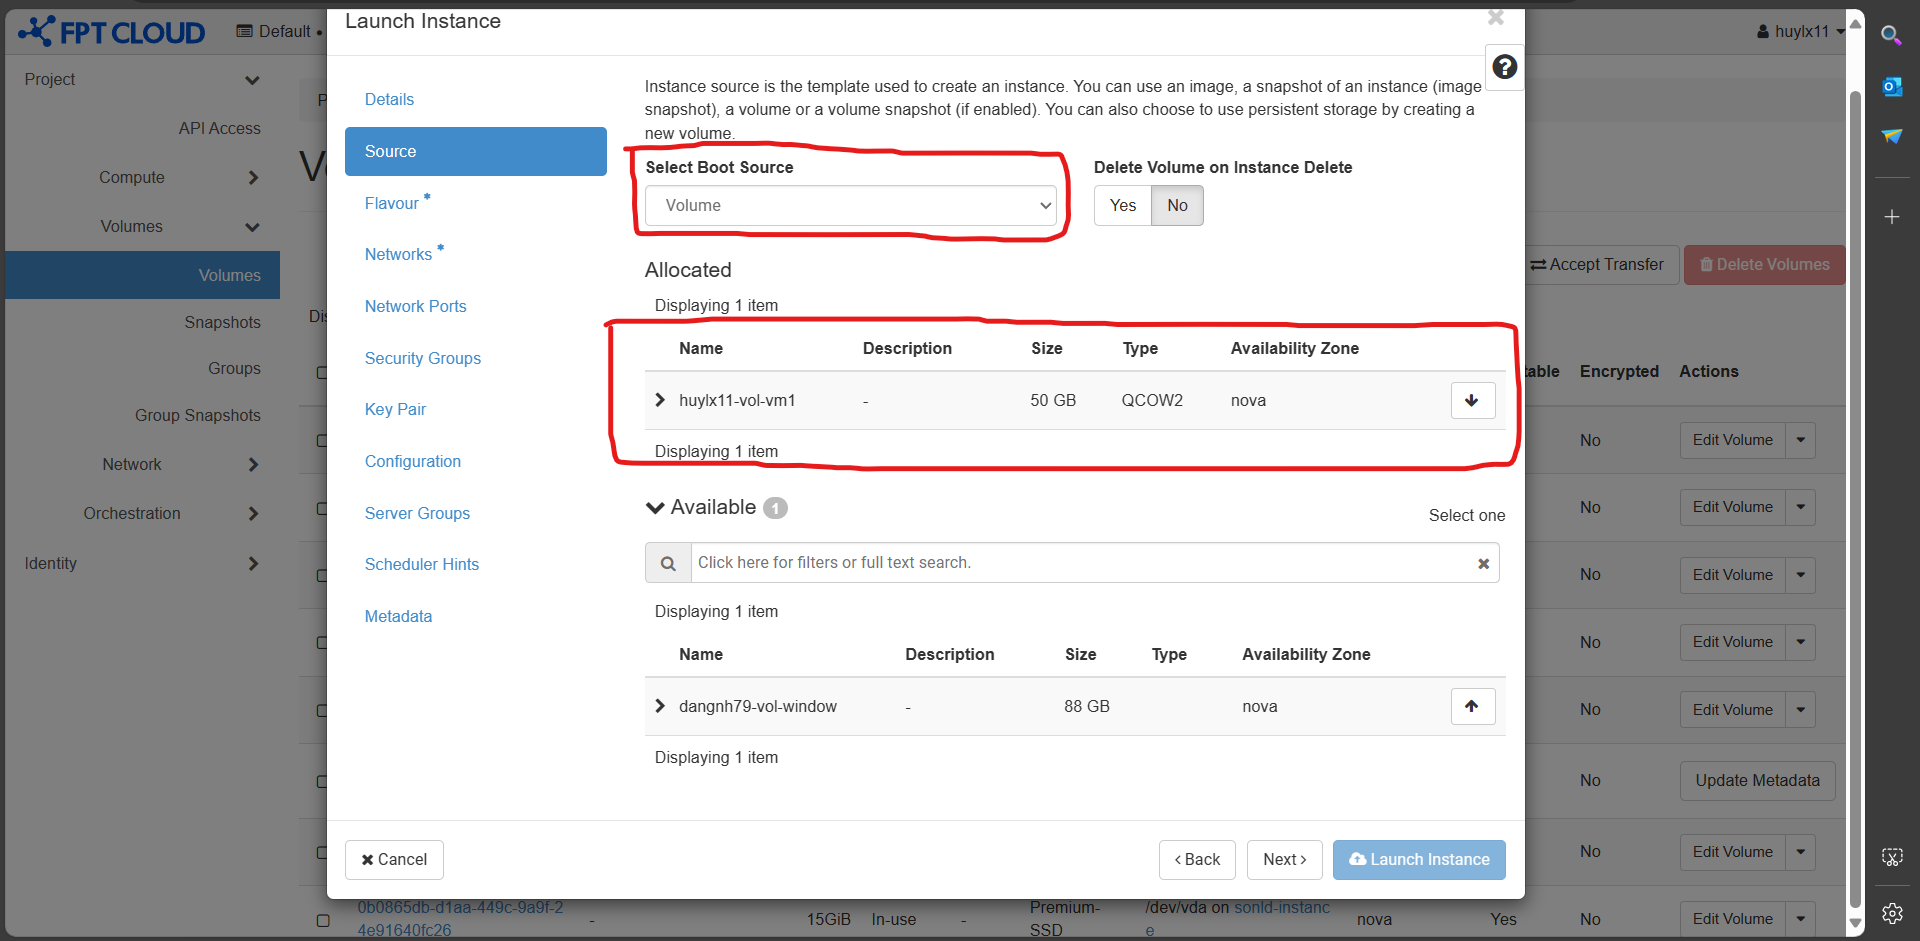 FPT CLOUD
Default •
huylx11
Project
API Access
Compute
Volumes
Volumes
Snapshots
Groups
Group Snapshots
Network
Orchestration
Identity
Launch Instance
Details
Source
Flavour *
Networks *
Network Ports
Security Groups
Key Pair
Configuration
Server Groups
Scheduler Hints
Metadata
Instance source is the template used to create an instance. You can use an image, a snapshot of an instance (image
snapshot), a volume or a volume snapshot (if enabled). You can also choose to use persistent storage by creating a
new volume.
Select Boot Source
Volume
Delete Volume on Instance Delete
Yes No
Allocated
Displaying 1 item
Name Description Size Type Availability Zone
huylx11-vol-vm1 - 50 GB QCOW2 nova
Displaying 1 item
Available 1
Select one
Click here for filters or full text search.
Displaying 1 item
Name Description Size Type Availability Zone
dangnh79-vol-window - 88 GB nova
Displaying 1 item
Cancel
< Back
Next >
Launch Instance
Accept Transfer
Delete Volumes
Encrypted Actions
No Edit Volume
No Edit Volume
No Edit Volume
No Edit Volume
No Edit Volume
No Update Metadata
No Edit Volume
0b0865db-d1aa-449c-9a9f-2
4e91640fc26
-
15GiB In-use -
Premium-
SSD
/dev/vda on sonld-instanc
e
nova Yes No Edit Volume